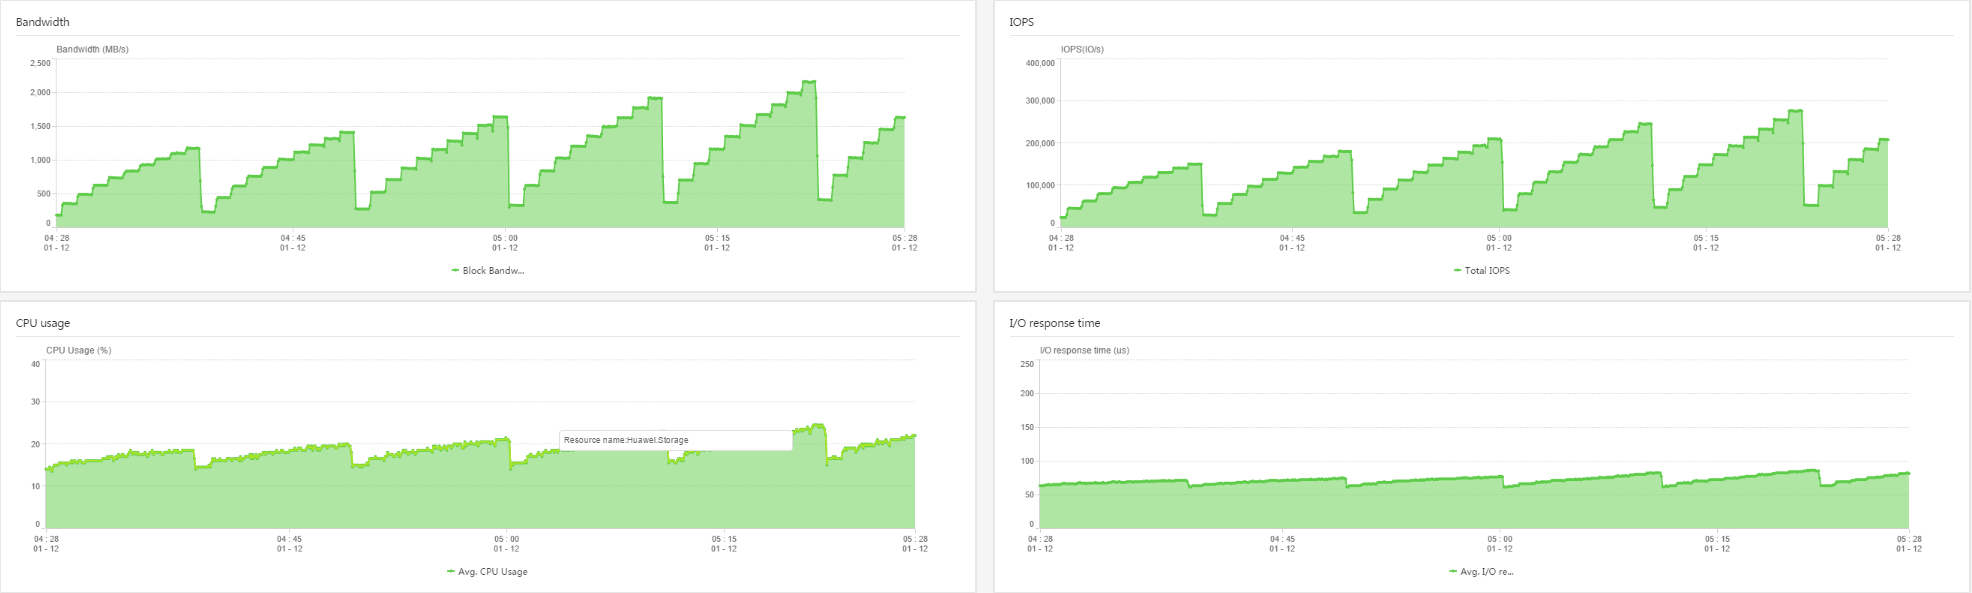 Bandwidth
Bandwidth (MB/s)
2,500
2,000
1,500
1,000
500
0
04 : 28
01 - 12
04 : 45
01 - 12
05 : 00
01 - 12
05 : 15
01 - 12
05 : 28
01 - 12
Block Bandw...
IOPS
IOPS(IO/s)
400,000
300,000
200,000
100,000
0
04 : 28
01 - 12
04 : 45
01 - 12
05 : 00
01 - 12
05 : 15
01 - 12
05 : 28
01 - 12
Total IOPS
CPU usage
CPU Usage (%)
40
30
20
10
0
Resource name:Huawei.Storage
04 : 28
01 - 12
04 : 45
01 - 12
05 : 00
01 - 12
05 : 15
01 - 12
05 : 28
01 - 12
Avg. CPU Usage
I/O response time
I/O response time (us)
250
200
150
100
50
0
04 : 28
01 - 12
04 : 45
01 - 12
05 : 00
01 - 12
05 : 15
01 - 12
05 : 28
01 - 12
Avg. I/O re...